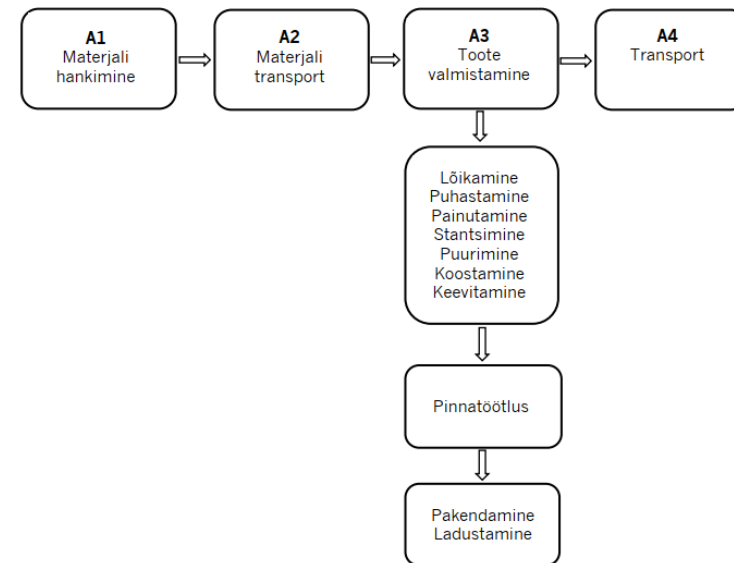 A1
Materjali
hankimine
A2
Materjali
transport
A3
Toote
valmistamine
A4
Transport
Lõikamine
Puhastamine
Painutamine
Stantsimine
Puurimine
Koostamine
Keevitamine
Pinnatöötlus
Pakendamine
Ladustamine